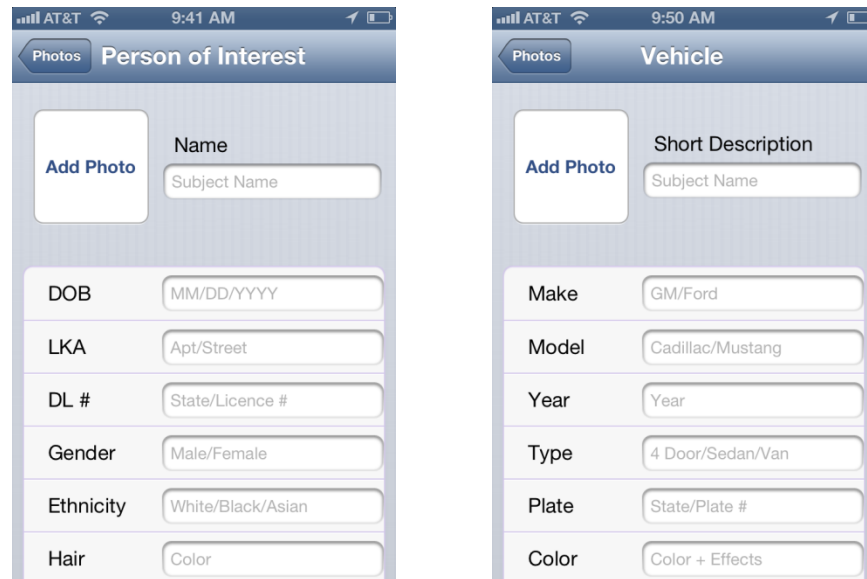 AT&T 9:41 AM
Photos Person of Interest
Add Photo
Name
Subject Name
DOB MM/DD/YYYY
LKA Apt/Street
DL # State/Licence #
Gender Male/Female
Ethnicity White/Black/Asian
Hair Color
AT&T 9:50 AM
Photos Vehicle
Add Photo
Short Description
Subject Name
Make GM/Ford
Model Cadillac/Mustang
Year Year
Type 4 Door/Sedan/Van
Plate State/Plate #
Color Color + Effects